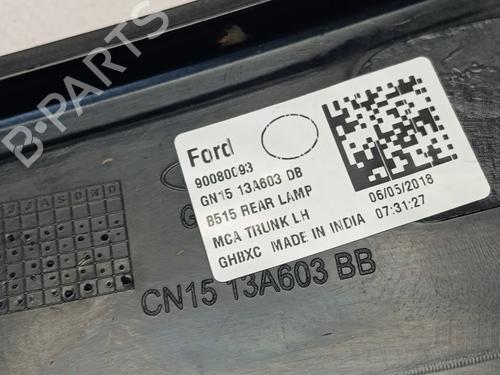 B-PARTS
Ford
90080093
GN15 13A603 DB
B515 REAR LAMP
MCA TRUNK LH
GHBXC MADE IN INDIA
06/05/2018
07:31:27
JJASOND
CN15 13A603 BB